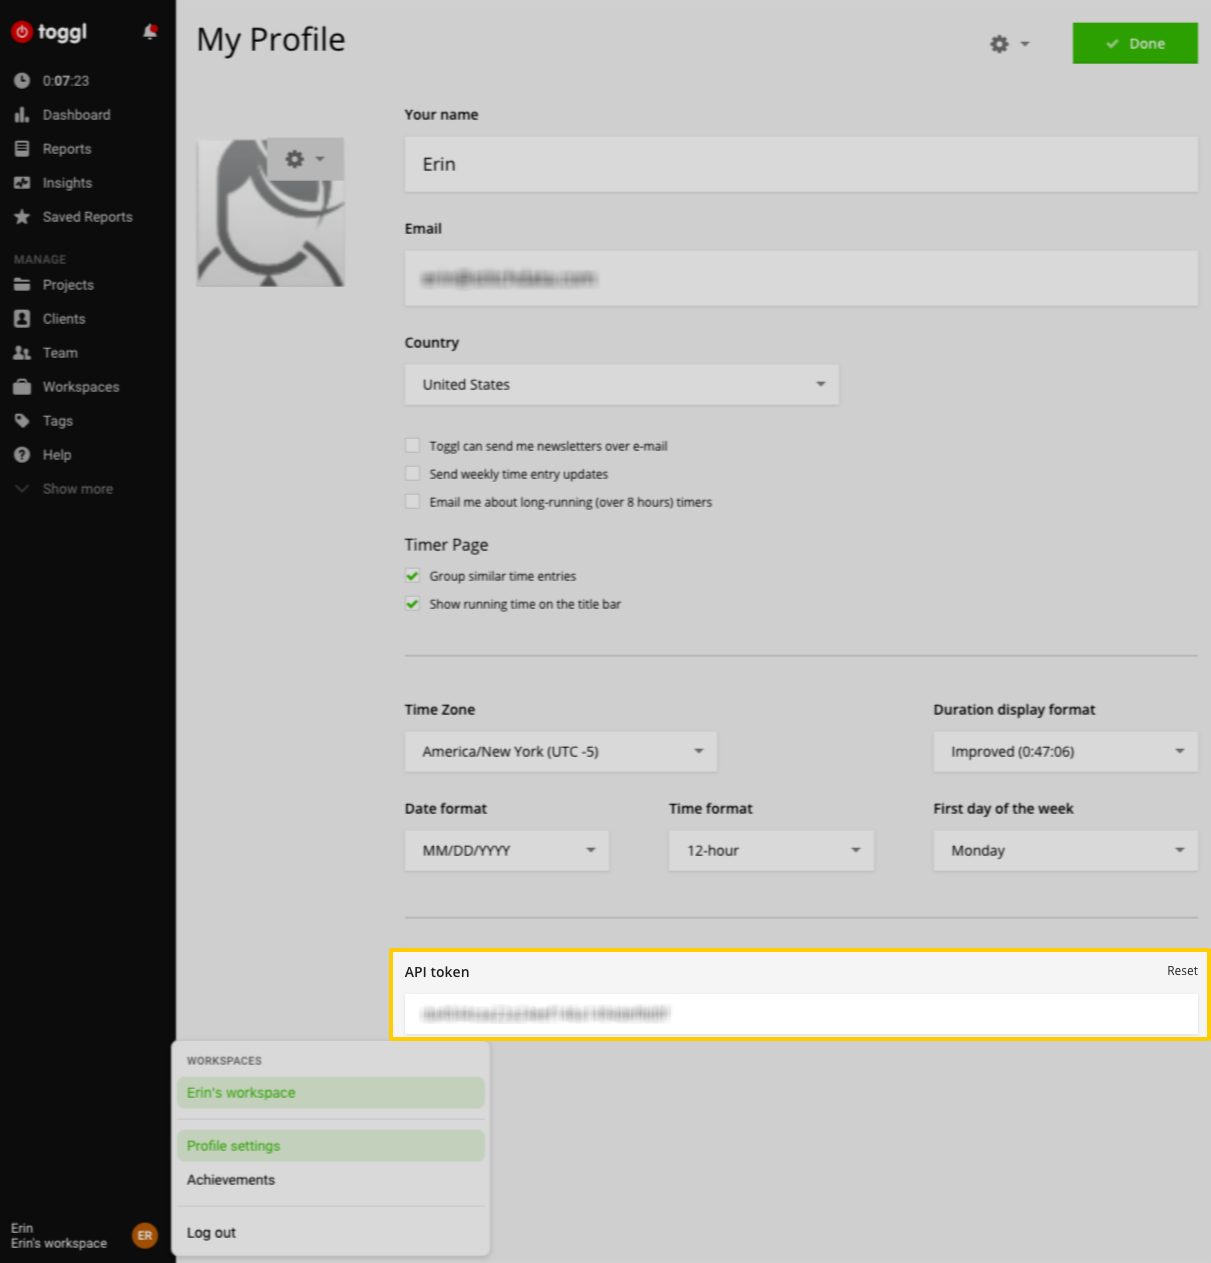 toggl
0:07:23
Dashboard
Reports
Insights
Saved Reports
MANAGE
Projects
Clients
Team
Workspaces
Tags
Help
Show more
My Profile
Done
Your name
Erin
Email
Country
United States
Toggl can send me newsletters over e-mail
Send weekly time entry updates
Email me about long-running (over 8 hours) timers
Timer Page
Group similar time entries
Show running time on the title bar
Time Zone
Duration display format
America/New York (UTC -5)
Improved (0:47:06)
Date format
Time format
First day of the week
MM/DD/YYYY
12-hour
Monday
API token
Reset
WORKSPACES
Erin's workspace
Profile settings
Achievements
Log out
Erin
Erin's workspace
ER